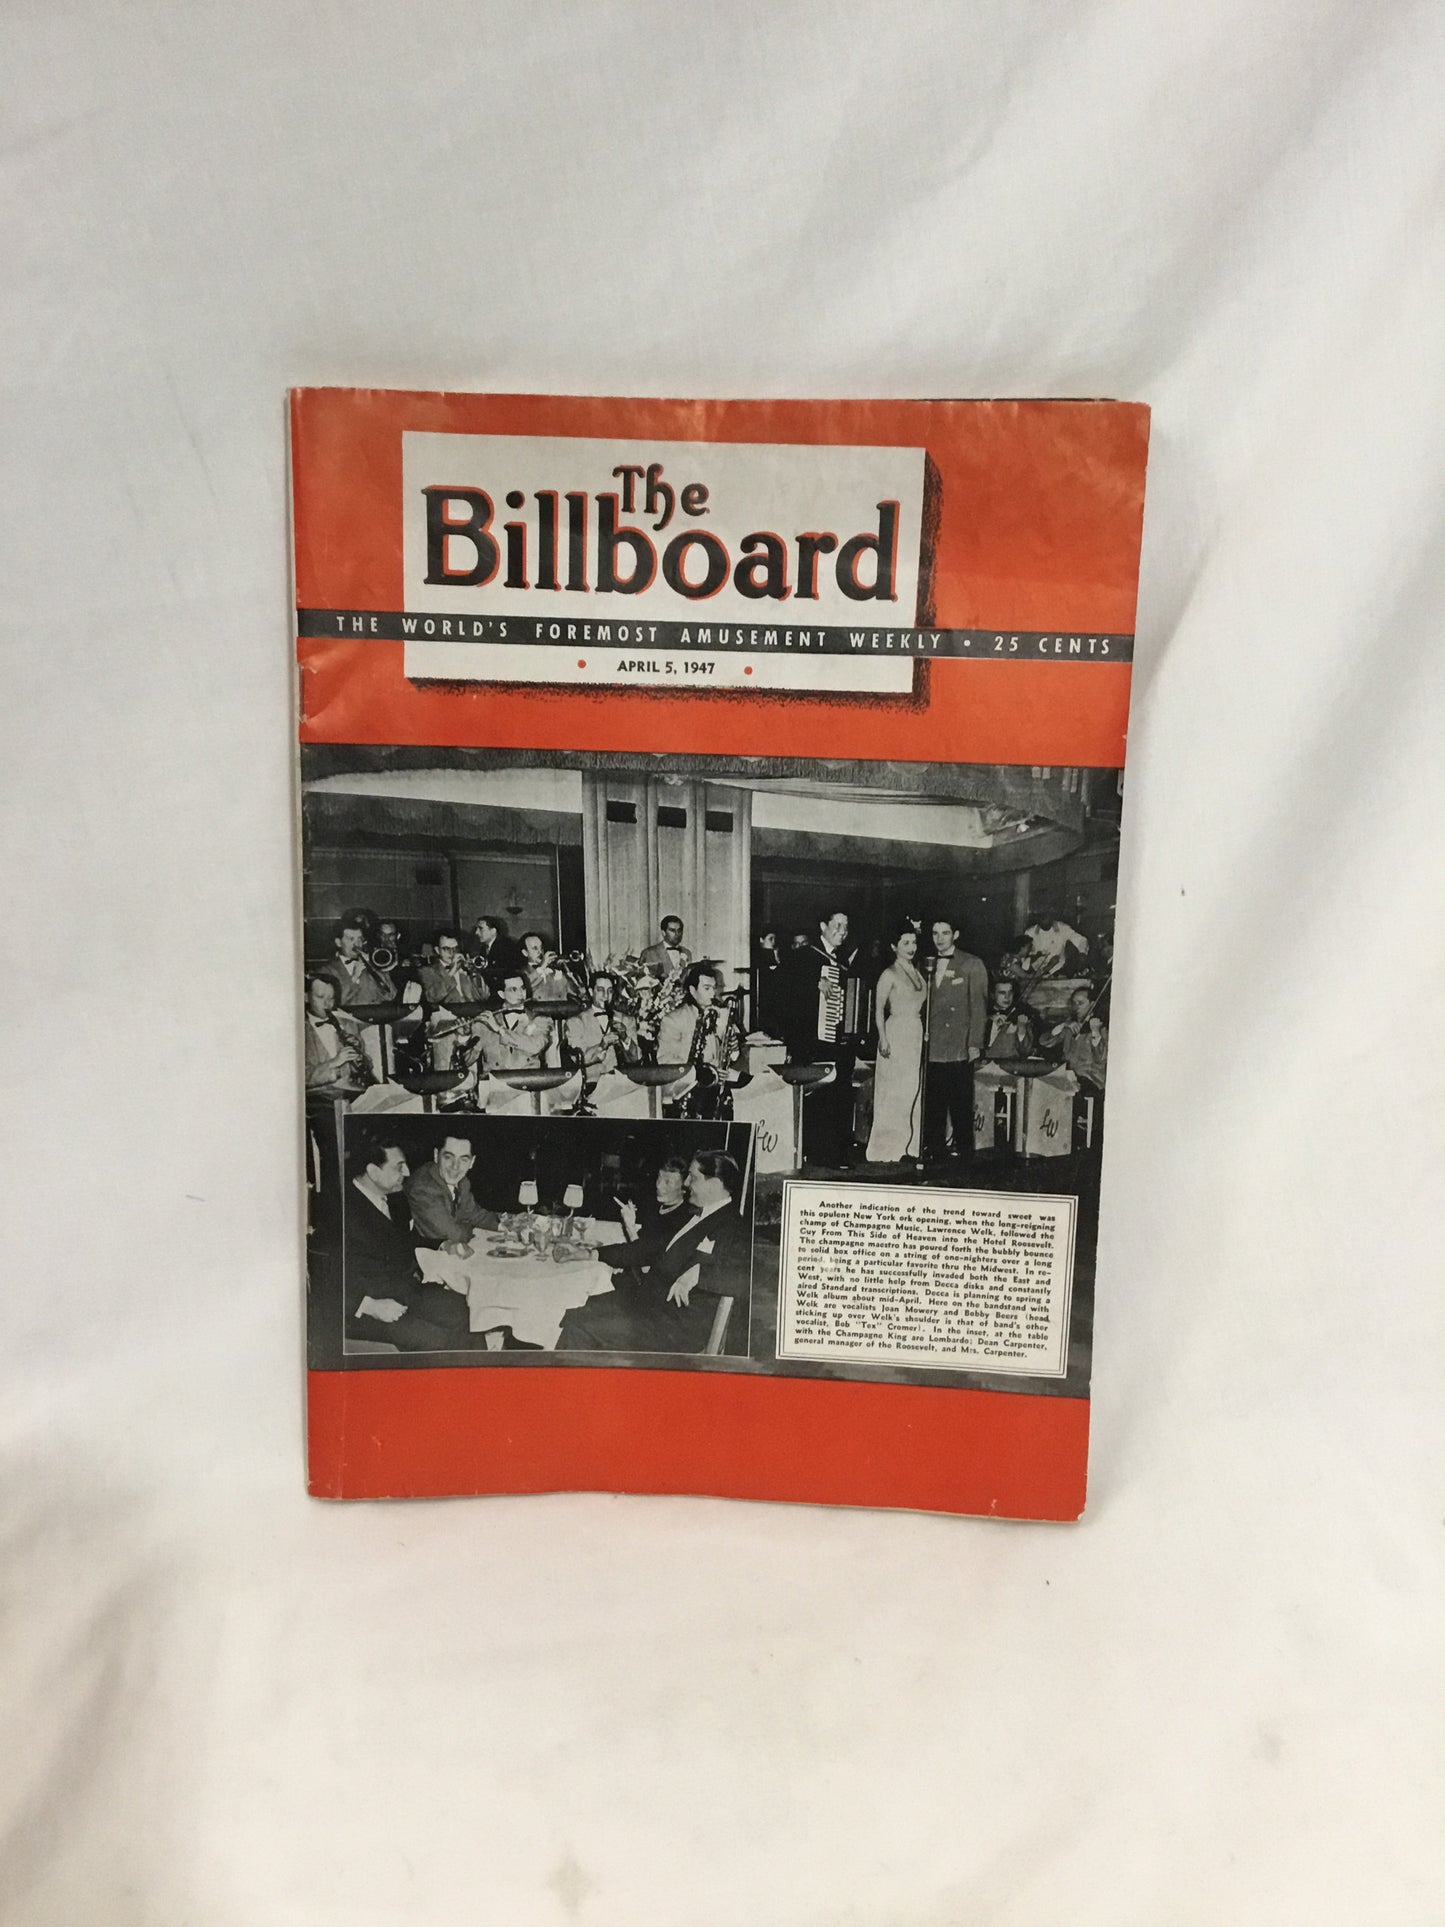 The
Billboard
THE WORLD'S FOREMOST AMUSEMENT WEEKLY • 25 CENTS
• APRIL 5, 1947 •
LW
LW
LW
Another indication of the trend toward sweet was
this opulent New York ork opening, when the long-reigning
champ of Champagne Music, Lawrence Welk, followed the
Guy From This Side of Heaven into the Hotel Roosevelt.
The champagne maestro has poured forth the bubbly bounce
to solid box office on a string of one-nighters over a long
period, being a particular favorite thru the Midwest. In re-
cent years he has successfully invaded both the East and
West, with no little help from Decca disks and constantly
aired Standard transcriptions. Decca is planning to spring a
Welk album about mid-April. Here on the bandstand with
Welk are vocalists Joan Mowery and Bobby Beers (head,
sticking up over Welk's shoulder is that of band's other
vocalist, Bob "Tex" Cromer). In the inset, at the table
with the Champagne King are Lombardo; Dean Carpenter,
general manager of the Roosevelt, and Mrs. Carpenter.